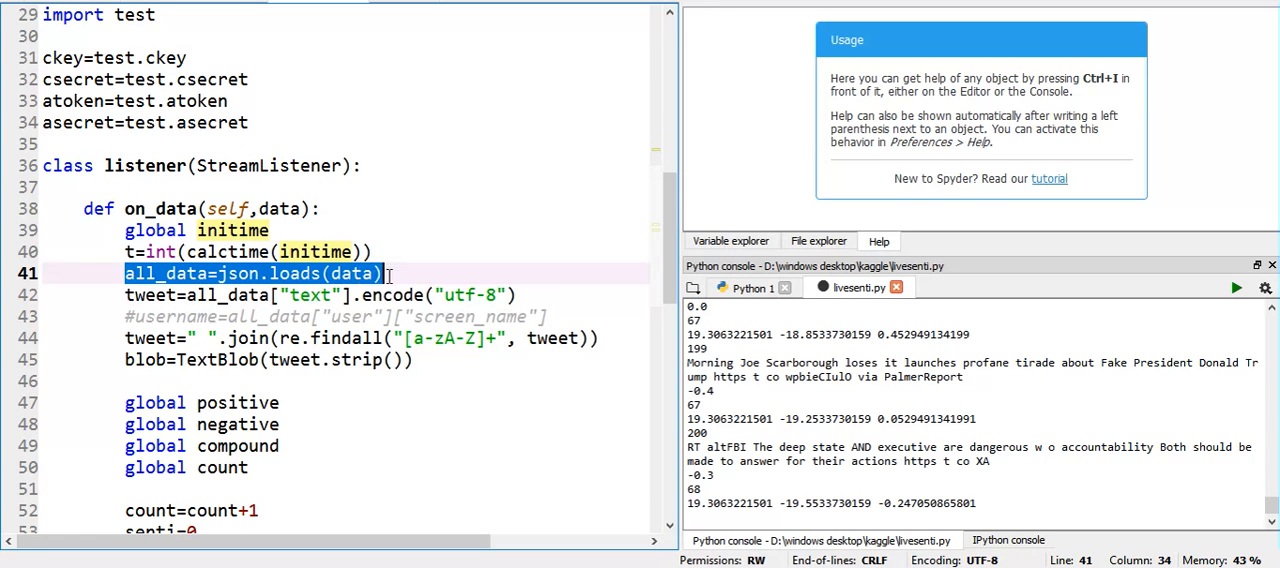 29 import test
30
31 ckey=test.ckey
32 csecret=test.csecret
33 atoken=test.atoken
34 asecret=test.asecret
35
36 class listener(StreamListener):
37
38 def on_data(self,data):
39 global initime
40 t=int(calctime(initime))
41 all_data=json.loads(data)
42 tweet=all_data["text"].encode("utf-8")
43 #username=all_data["user"]["screen_name"]
44 tweet=" ".join(re.findall("[a-zA-Z]+", tweet))
45 blob=TextBlob(tweet.strip())
46
47 global positive
48 global negative
49 global compound
50 global count
51
52 count=count+1
53 senti=0
Usage
Here you can get help of any object by pressing Ctrl+I in
front of it, either on the Editor or the Console.
Help can also be shown automatically after writing a left
parenthesis next to an object. You can activate this
behavior in Preferences > Help.
New to Spyder? Read our tutorial
Variable explorer File explorer Help
Python console - D:\windows desktop\kaggle\livesenti.py
Python 1 livesenti.py
0.0
67
19.3063221501 -18.8533730159 0.452949134199
199
Morning Joe Scarborough loses it launches profane tirade about Fake President Donald Tr
ump https t co wpbieCIulO via PalmerReport
-0.4
67
19.3063221501 -19.2533730159 0.0529491341991
200
RT altFBI The deep state AND executive are dangerous w o accountability Both should be
made to answer for their actions https t co XA
-0.3
68
19.3063221501 -19.5533730159 -0.247050865801
Python console - D:\windows desktop\kaggle\livesenti.py IPython console
Permissions: RW End-of-lines: CRLF Encoding: UTF-8 Line: 41 Column: 34 Memory: 43 %